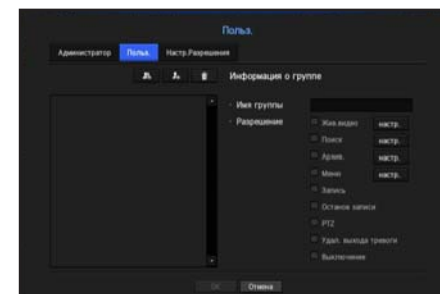 Польз.
Администратор Польз. Настр.Разрешения
Информация о группе
- Имя группы
- Разрешение
Жив.видео настр.
Поиск настр.
Архив. настр.
Меню настр.
Запись
Останов записи
PTZ
Удал. выхода тревоги
Выключение
OK Отмена